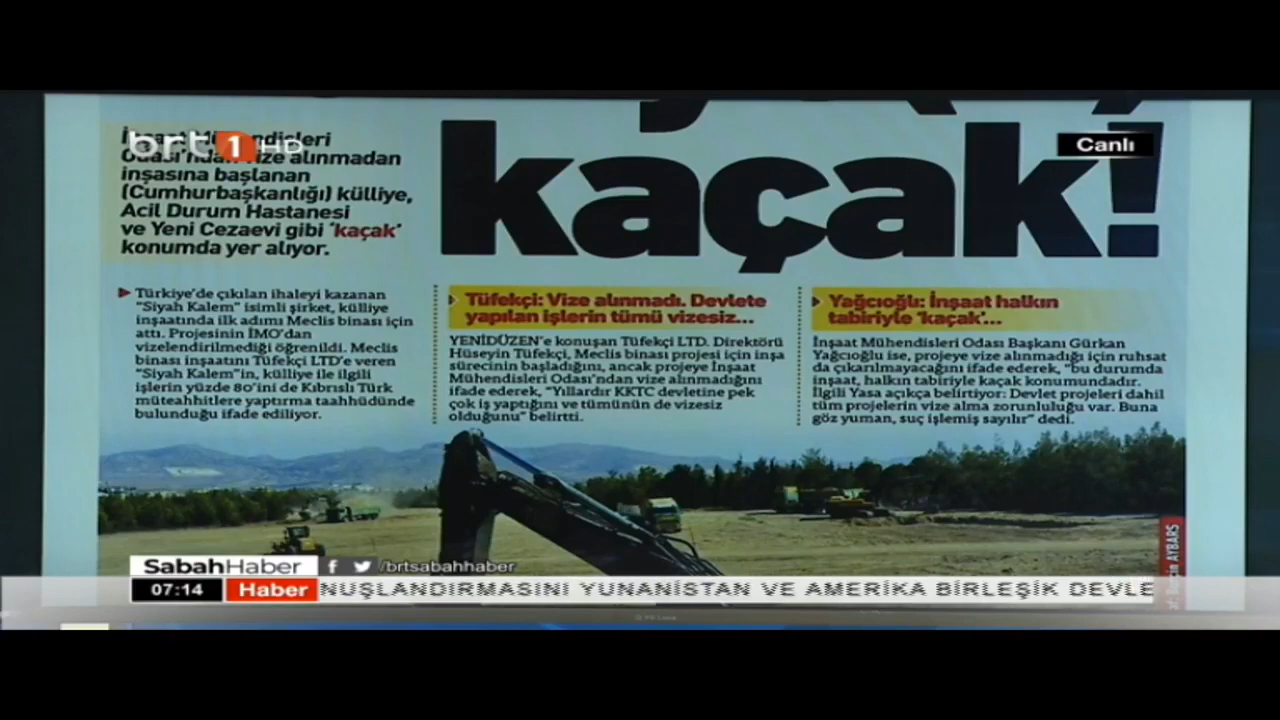 brt 1 HD
Canlı
kaçak!
İnşaat Mühendisleri
Odası'ndan vize alınmadan
inşasına başlanan
(Cumhurbaşkanlığı) külliye,
Acil Durum Hastanesi
ve Yeni Cezaevi gibi 'kaçak'
konumda yer alıyor.
Türkiye'de çıkılan ihaleyi kazanan
"Siyah Kalem" isimli şirket, külliye
inşaatında ilk adımı Meclis binası için
attı. Projesinin İMO'dan
vizelendirilmediği öğrenildi. Meclis
binası inşaatını Tüfekçi LTD'e veren
"Siyah Kalem"in, külliye ile ilgili
işlerin yüzde 80'ini de Kıbrıslı Türk
müteahhitlere yaptırma taahhüdünde
bulunduğu ifade ediliyor.
Tüfekçi: Vize alınmadı. Devlete
yapılan işlerin tümü vizesiz...
YENİDÜZEN'e konuşan Tüfekçi LTD. Direktörü
Hüseyin Tüfekçi, Meclis binası projesi için inşa
sürecinin başladığını, ancak projeye İnşaat
Mühendisleri Odası'ndan vize alınmadığını
ifade ederek, "Yıllardır KKTC devletine pek
çok iş yaptığını ve tümünün de vizesiz
olduğunu" belirtti.
Yağcıoğlu: İnşaat halkın
tabiriyle 'kaçak'...
İnşaat Mühendisleri Odası Başkanı Gürkan
Yağcıoğlu ise, projeye vize alınmadığı için ruhsat
da çıkarılmayacağını ifade ederek, "bu durumda
inşaat, halkın tabiriyle kaçak konumundadır.
İlgili Yasa açıkça belirtiyor: Devlet projeleri dahil
tüm projelerin vize alma zorunluluğu var. Buna
göz yuman, suç işlemiş sayılır" dedi.
AYBARS
SabahHaber
/brtsabahhaber
07:14
Haber
NUŞLANDIRMASINI YUNANİSTAN VE AMERİKA BİRLEŞİK DEVLE